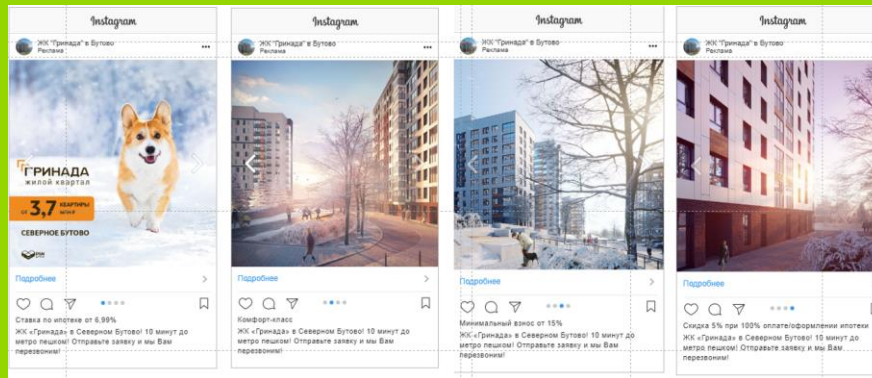 Instagram
ЖК "Гринада" в Бутово
Реклама
ГРИНАДА
жилой квартал
от 3,7 КВАРТИРЫ
МЛН ₽
СЕВЕРНОЕ БУТОВО
Подробнее
Ставка по ипотеке от 6,99%
ЖК «Гринада» в Северном Бутово! 10 минут до
метро пешком! Отправьте заявку и мы Вам
перезвоним!
Instagram
ЖК "Гринада" в Бутово
Реклама
Подробнее
Комфорт-класс
ЖК «Гринада» в Северном Бутово! 10 минут до
метро пешком! Отправьте заявку и мы Вам
перезвоним!
Instagram
ЖК "Гринада" в Бутово
Реклама
Подробнее
Минимальный взнос от 15%
ЖК «Гринада» в Северном Бутово! 10 минут до
метро пешком! Отправьте заявку и мы Вам
перезвоним!
Instagram
ЖК "Гринада" в Бутово
Реклама
Подробнее
Скидка 5% при 100% оплате/оформлении ипотеки
ЖК «Гринада» в Северном Бутово! 10 минут до
метро пешком! Отправьте заявку и мы Вам
перезвоним!